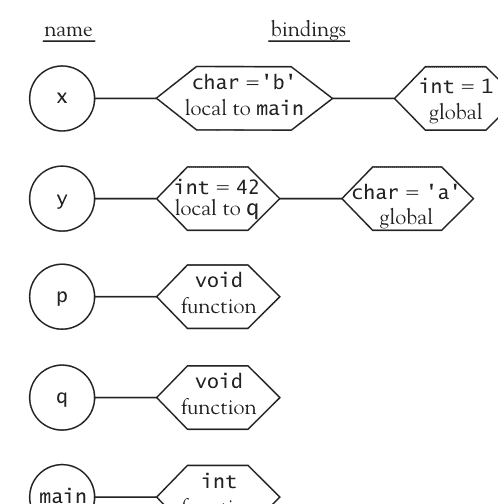 name bindings
x
char = 'b'
local to main
int = 1
global
y
int = 42
local to q
char = 'a'
global
p
void
function
q
void
function
main
int
function